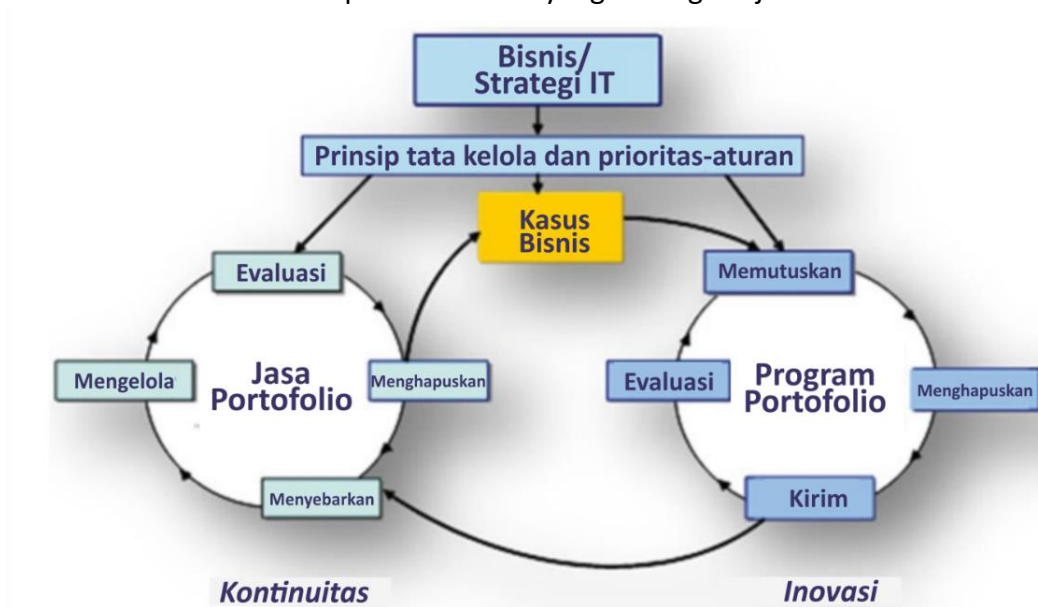 Bisnis/
Strategi IT
Prinsip tata kelola dan prioritas-aturan
Kasus
Bisnis
Evaluasi
Mengelola
Jasa
Portofolio
Menghapuskan
Menyebarkan
Memutuskan
Evaluasi
Program
Portofolio
Menghapuskan
Kirim
Kontinuitas
Inovasi